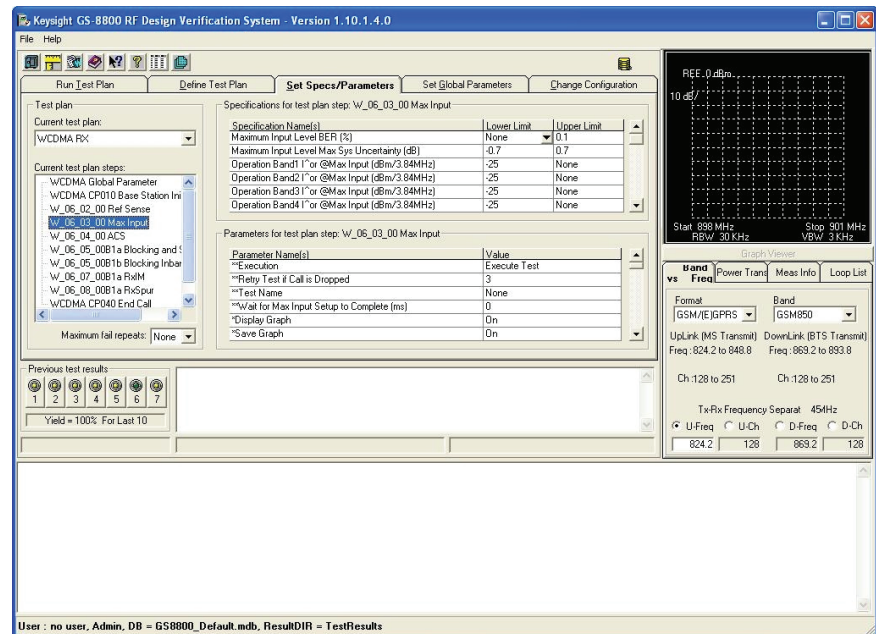 Keysight GS-8800 RF Design Verification System - Version 1.10.1.4.0
File Help
Run Test Plan
Define Test Plan
Set Specs/Parameters
Set Global Parameters
Change Configuration
Test plan
Current test plan:
WCDMA RX
Current test plan steps:
WCDMA Global Parameter
WCDMA CP010 Base Station Ini
W_06_02_00 Ref Sense
W_06_03_00 Max Input
W_06_04_00 ACS
W_06_05_00B1a Blocking and S
W_06_05_00B1b Blocking Inbar
W_06_07_00B1a RxIM
W_06_08_00B1a RxSpur
WCDMA CP040 End Call
Maximum fail repeats: None
Specifications for test plan step: W_06_03_00 Max Input
Specification Name(s) Lower Limit Upper Limit
Maximum Input Level BER (%) None 0.1
Maximum Input Level Max Sys Uncertainty (dB) -0.7 0.7
Operation Band1 I^or @Max Input (dBm/3.84MHz) -25 None
Operation Band2 I^or @Max Input (dBm/3.84MHz) -25 None
Operation Band3 I^or @Max Input (dBm/3.84MHz) -25 None
Operation Band4 I^or @Max Input (dBm/3.84MHz) -25 None
Parameters for test plan step: W_06_03_00 Max Input
Parameter Name(s) Value
**Execution Execute Test
**Retry Test if Call is Dropped 3
**Test Name None
**Wait for Max Input Setup to Complete (ms) 0
*Display Graph On
*Save Graph On
Previous test results
1 2 3 4 5 6 7
Yield = 100% For Last 10
REF 0 dBm
10 dB/
Start 898 MHz Stop 901 MHz
RBW 30 KHz VBW 3 KHz
Graph Viewer
Band vs Freq
Power Trans
Meas Info
Loop List
Format Band
GSM/(E)GPRS GSM850
UpLink (MS Transmit) DownLink (BTS Transmit)
Freq :824.2 to 848.8 Freq :869.2 to 893.8
Ch :128 to 251 Ch :128 to 251
Tx-Rx Frequency Separat 45
U-Freq U-Ch D-Freq D-Ch
824.2 128 869.2 128
User : no user, Admin, DB = GS8800_Default.mdb, ResultDIR = TestResults